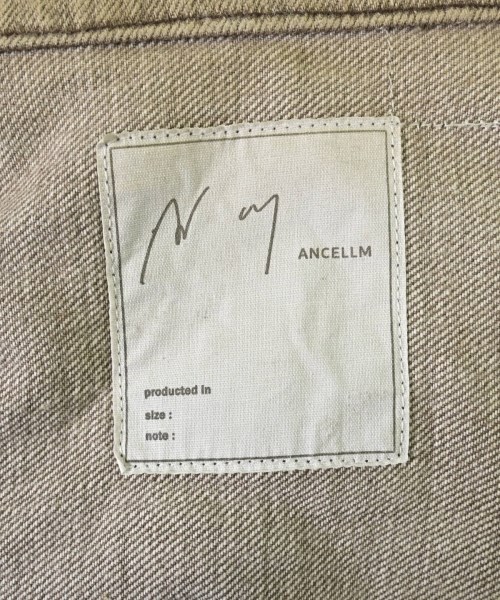 ANCELLM
producted in
size :
note :